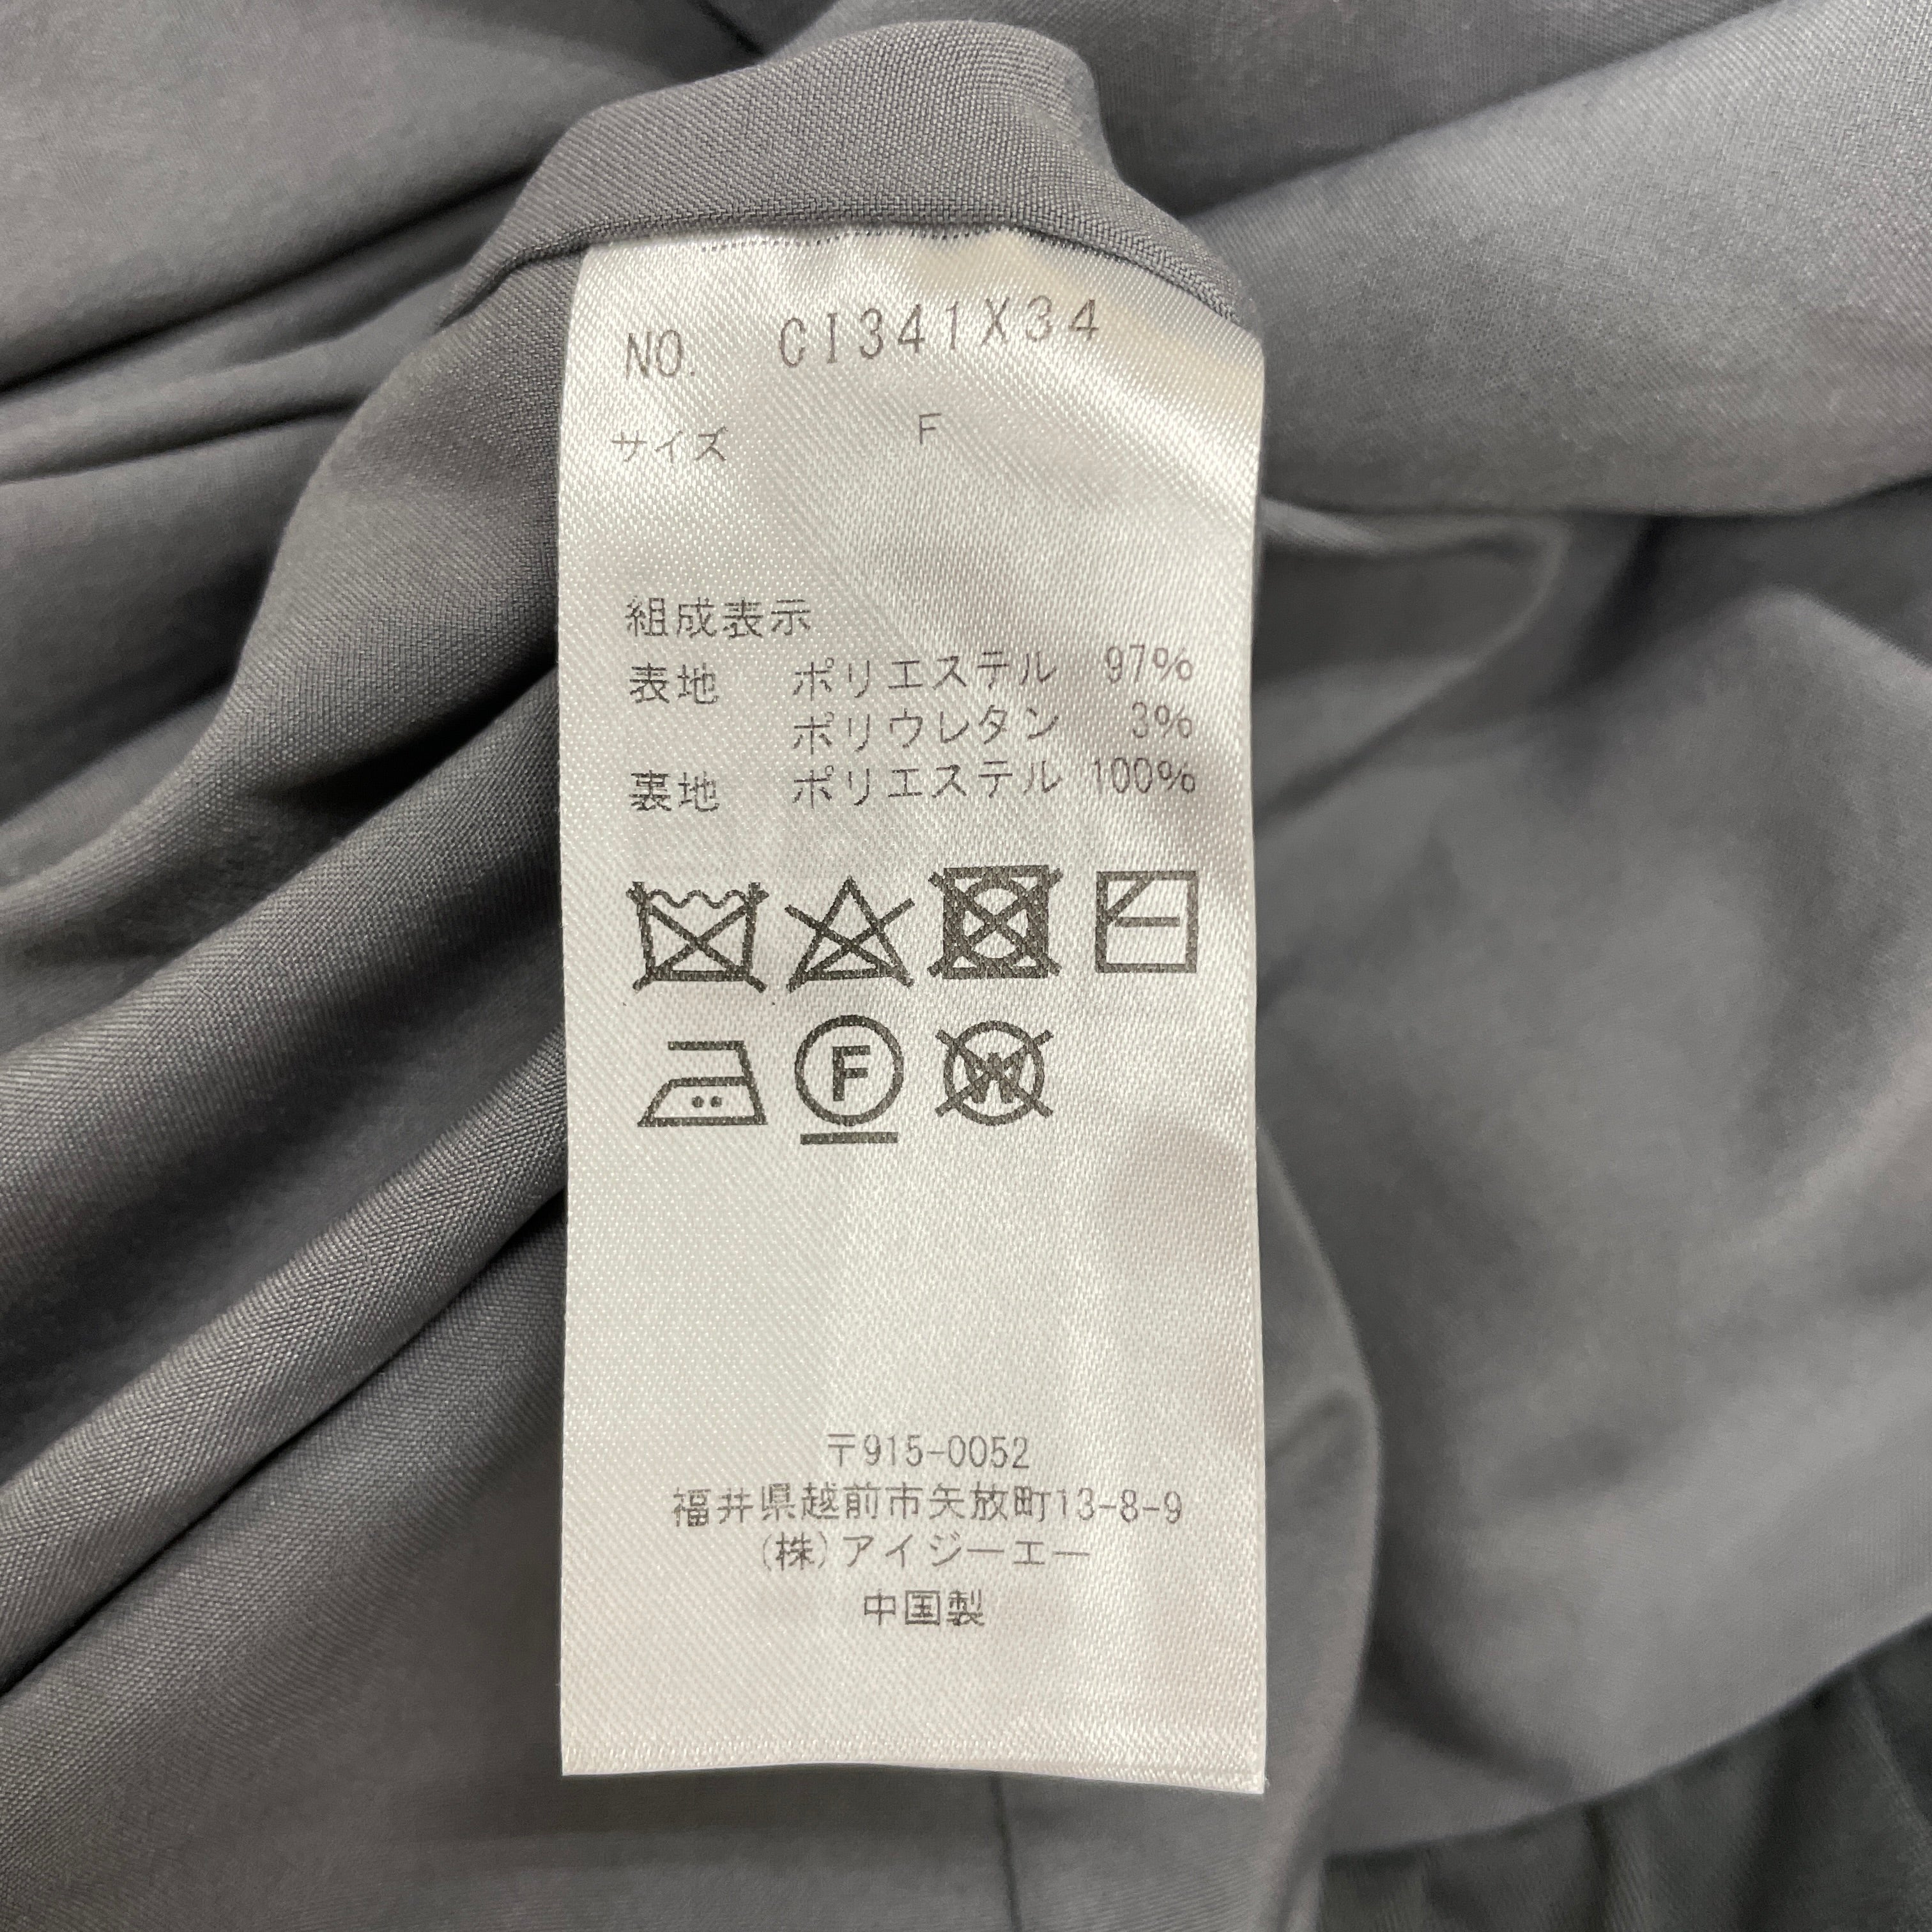 NO. CI341X34
サイズ F
組成表示
表地 ポリエステル 97%
ポリウレタン 3%
裏地 ポリエステル 100%
F
W
〒915-0052
福井県越前市矢放町13-8-9
(株)アイジーエー
中国製